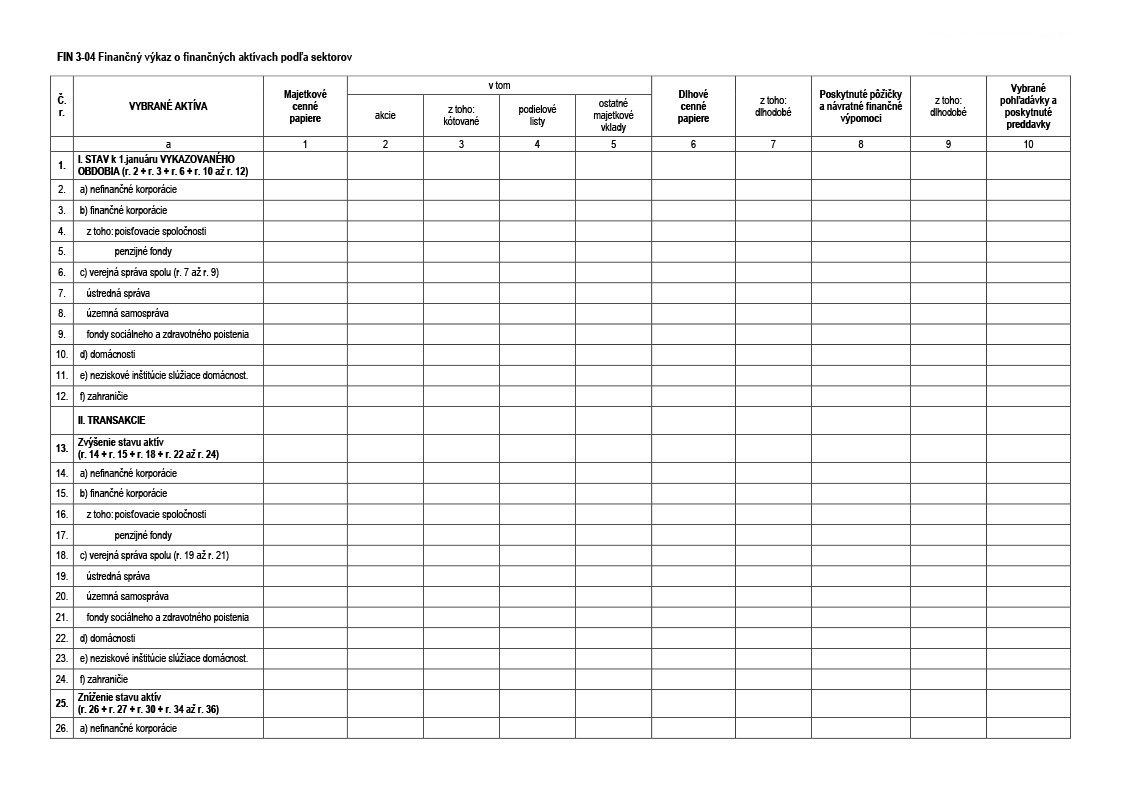 FIN 3-04 Finančný výkaz o finančných aktívach podľa sektorov
Č. r.
VYBRANÉ AKTÍVA
Majetkové cenné papiere
v tom
akcie
z toho: kótované
podielové listy
ostatné majetkové vklady
Dlhové cenné papiere
z toho: dlhodobé
Poskytnuté pôžičky a návratné finančné výpomoci
z toho: dlhodobé
Vybrané pohľadávky a poskytnuté preddavky
a 1 2 3 4 5 6 7 8 9 10
1. I. STAV k 1.januáru VYKAZOVANÉHO
OBDOBIA (r. 2 + r. 3 + r. 6 + r. 10 až r. 12)
2. a) nefinančné korporácie
3. b) finančné korporácie
4. z toho: poisťovacie spoločnosti
5. penzijné fondy
6. c) verejná správa spolu (r. 7 až r. 9)
7. ústredná správa
8. územná samospráva
9. fondy sociálneho a zdravotného poistenia
10. d) domácnosti
11. e) neziskové inštitúcie slúžiace domácnost.
12. f) zahraničie
II. TRANSAKCIE
13. Zvýšenie stavu aktív
(r. 14 + r. 15 + r. 18 + r. 22 až r. 24)
14. a) nefinančné korporácie
15. b) finančné korporácie
16. z toho: poisťovacie spoločnosti
17. penzijné fondy
18. c) verejná správa spolu (r. 19 až r. 21)
19. ústredná správa
20. územná samospráva
21. fondy sociálneho a zdravotného poistenia
22. d) domácnosti
23. e) neziskové inštitúcie slúžiace domácnost.
24. f) zahraničie
25. Zníženie stavu aktív
(r. 26 + r. 27 + r. 30 + r. 34 až r. 36)
26. a) nefinančné korporácie